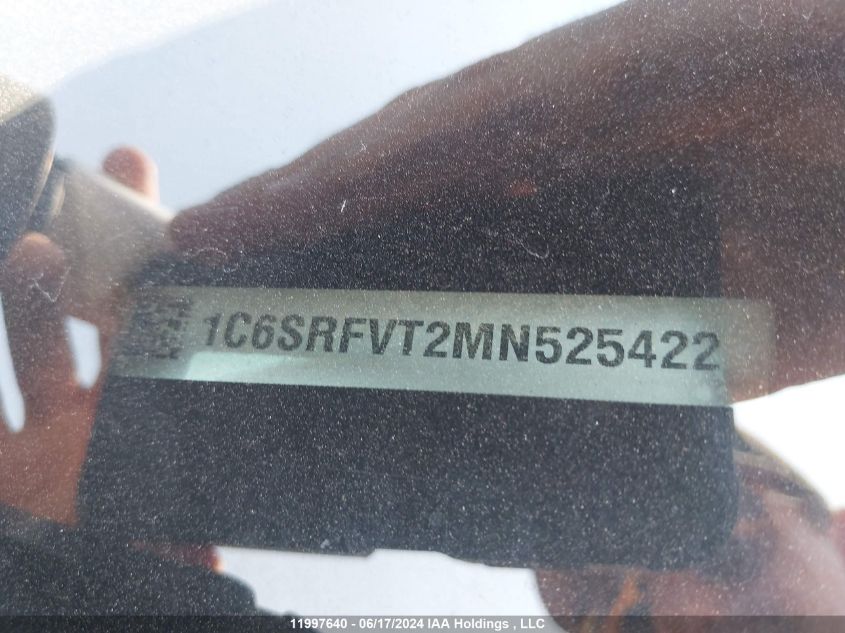 1C6SRFVT2MN525422
11997640 - 06/17/2024 IAA Holdings , LLC